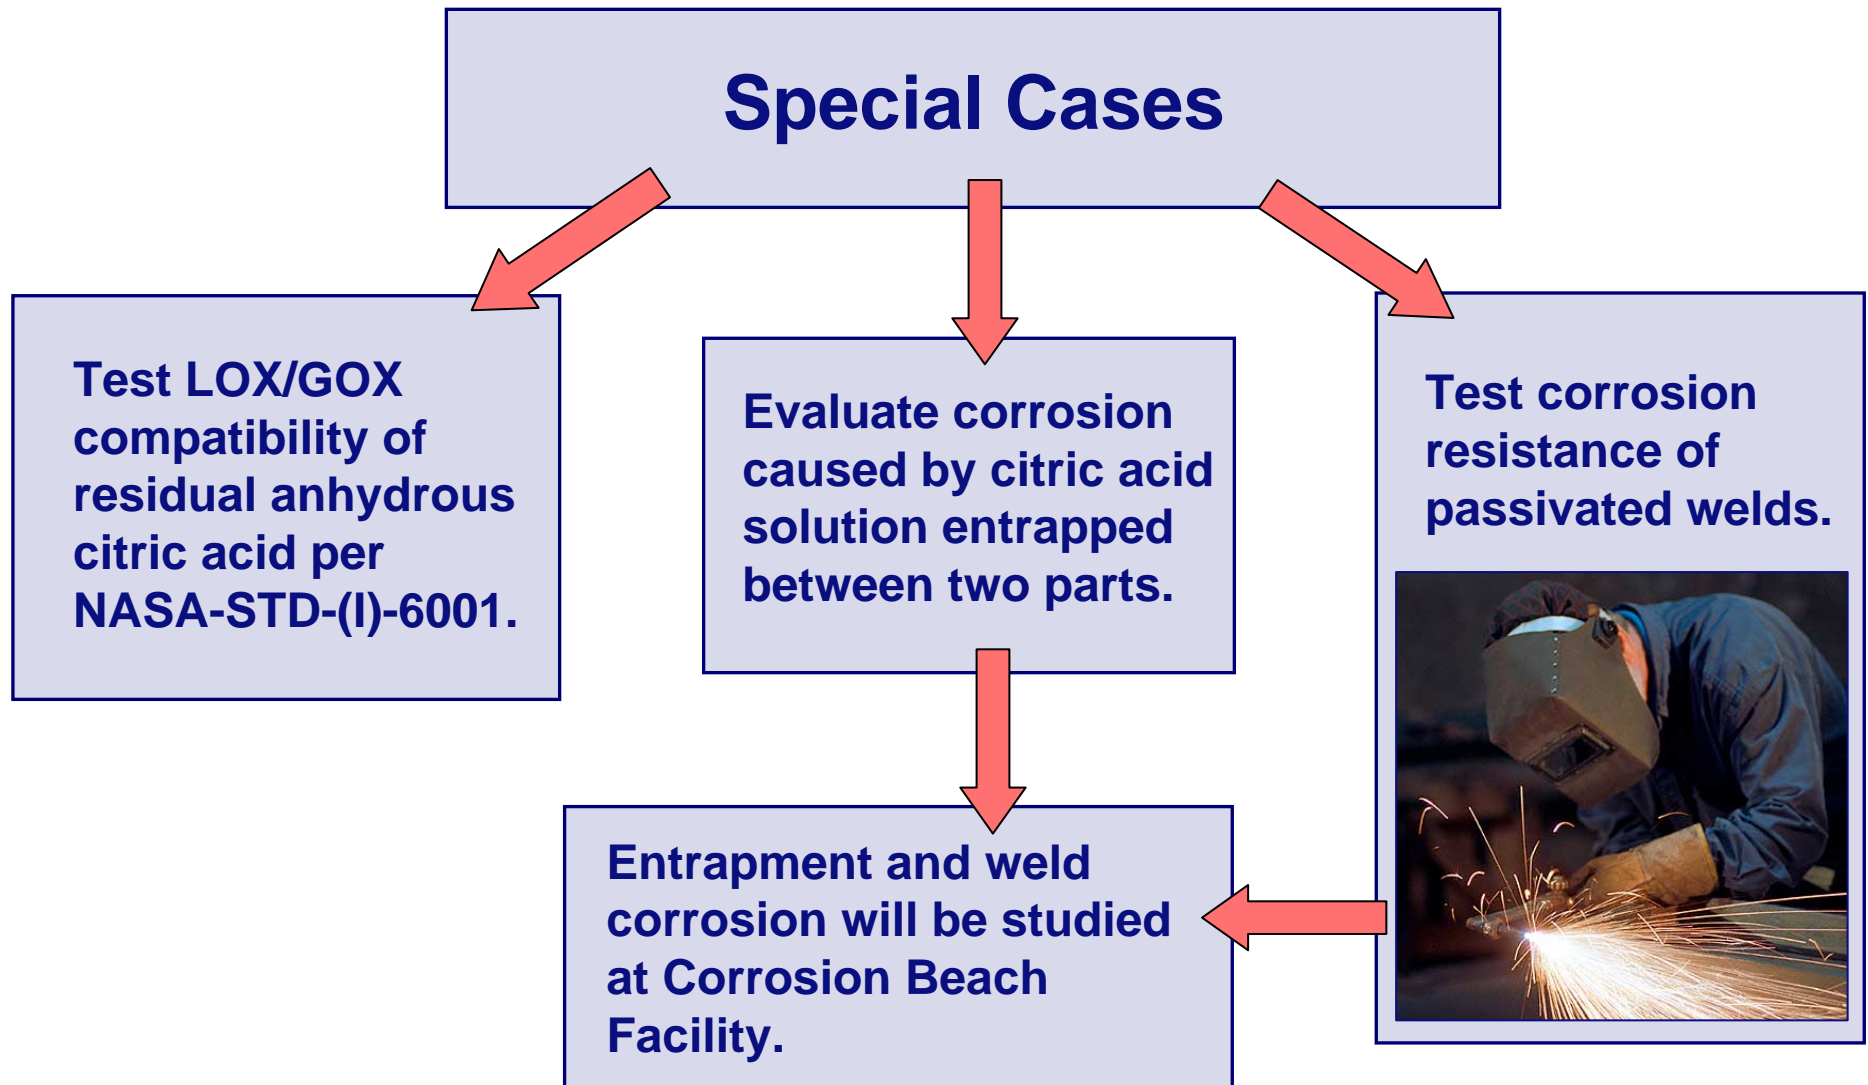 Special Cases
Test LOX/GOX
compatibility of
residual anhydrous
citric acid per
NASA-STD-(I)-6001.
Evaluate corrosion
caused by citric acid
solution entrapped
between two parts.
Test corrosion
resistance of
passivated welds.
Entrapment and weld
corrosion will be studied
at Corrosion Beach
Facility.